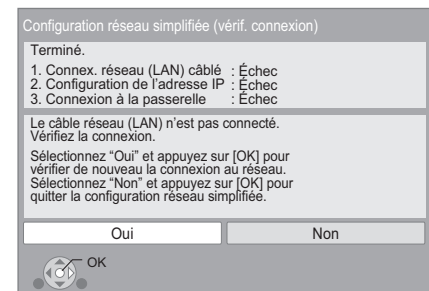 Configuration réseau simplifiée (vérif. connexion)
Terminé.
1. Connex. réseau (LAN) câblé : Échec
2. Configuration de l'adresse IP : Échec
3. Connexion à la passerelle : Échec
Le câble réseau (LAN) n'est pas connecté.
Vérifiez la connexion.
Sélectionnez “Oui” et appuyez sur [OK] pour
vérifier de nouveau la connexion au réseau.
Sélectionnez “Non” et appuyez sur [OK] pour
quitter la configuration réseau simplifiée.
Oui Non
OK